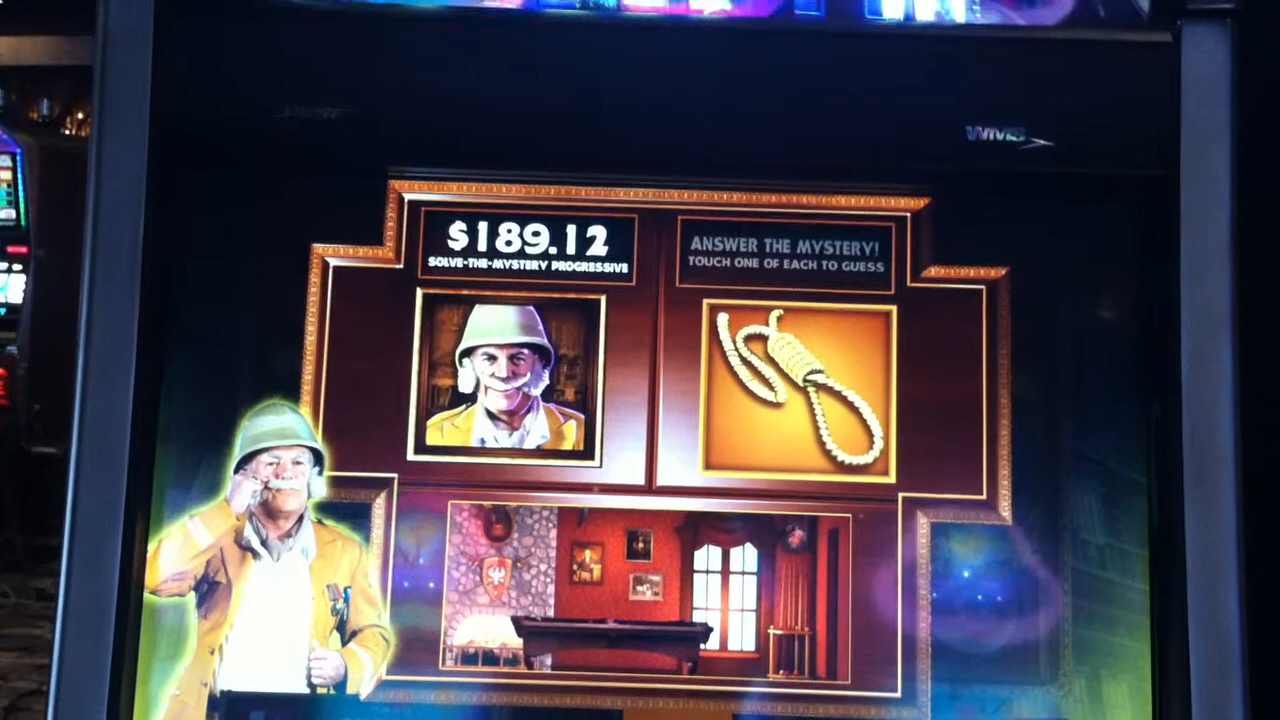 WMS
$189.12
SOLVE-THE-MYSTERY PROGRESSIVE
ANSWER THE MYSTERY!
TOUCH ONE OF EACH TO GUESS